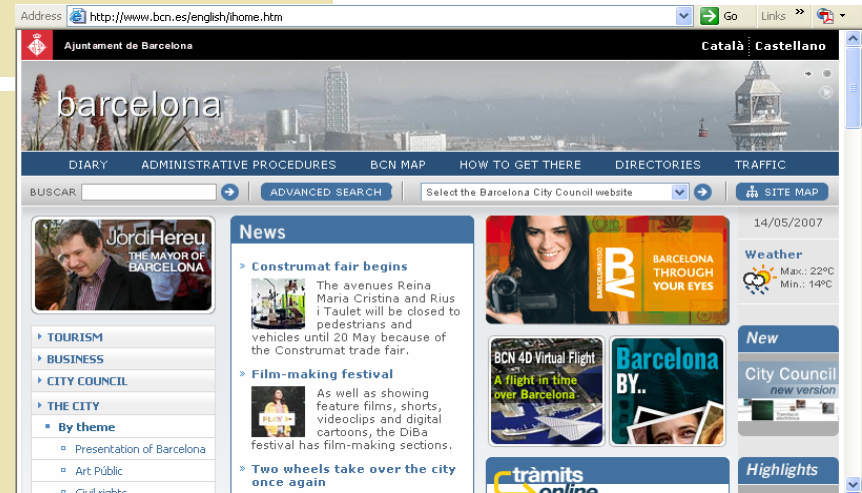 Address http://www.bcn.es/english/ihome.htm Go Links »
Ajuntament de Barcelona Català Castellano
barcelona
DIARY ADMINISTRATIVE PROCEDURES BCN MAP HOW TO GET THERE DIRECTORIES TRAFFIC
BUSCAR ADVANCED SEARCH Select the Barcelona City Council website SITE MAP
JordiHereu
THE MAYOR OF
BARCELONA
TOURISM
BUSINESS
CITY COUNCIL
THE CITY
By theme
Presentation of Barcelona
Art Públic
Civil rights
News
» Construmat fair begins
The avenues Reina
Maria Cristina and Rius
i Taulet will be closed to
pedestrians and
vehicles until 20 May because of
the Construmat trade fair.
» Film-making festival
PLAY
As well as showing
feature films, shorts,
videoclips and digital
cartoons, the DiBa
festival has film-making sections.
» Two wheels take over the city
once again
BARCELONAVISIÓ
BV
BARCELONA
THROUGH
YOUR EYES
BCN 4D Virtual Flight
A flight in time
over Barcelona
Barcelona
BY..
tràmits
online
14/05/2007
Weather
Max.: 22ºC
Min.: 14ºC
New
City Council
new version
Highlights